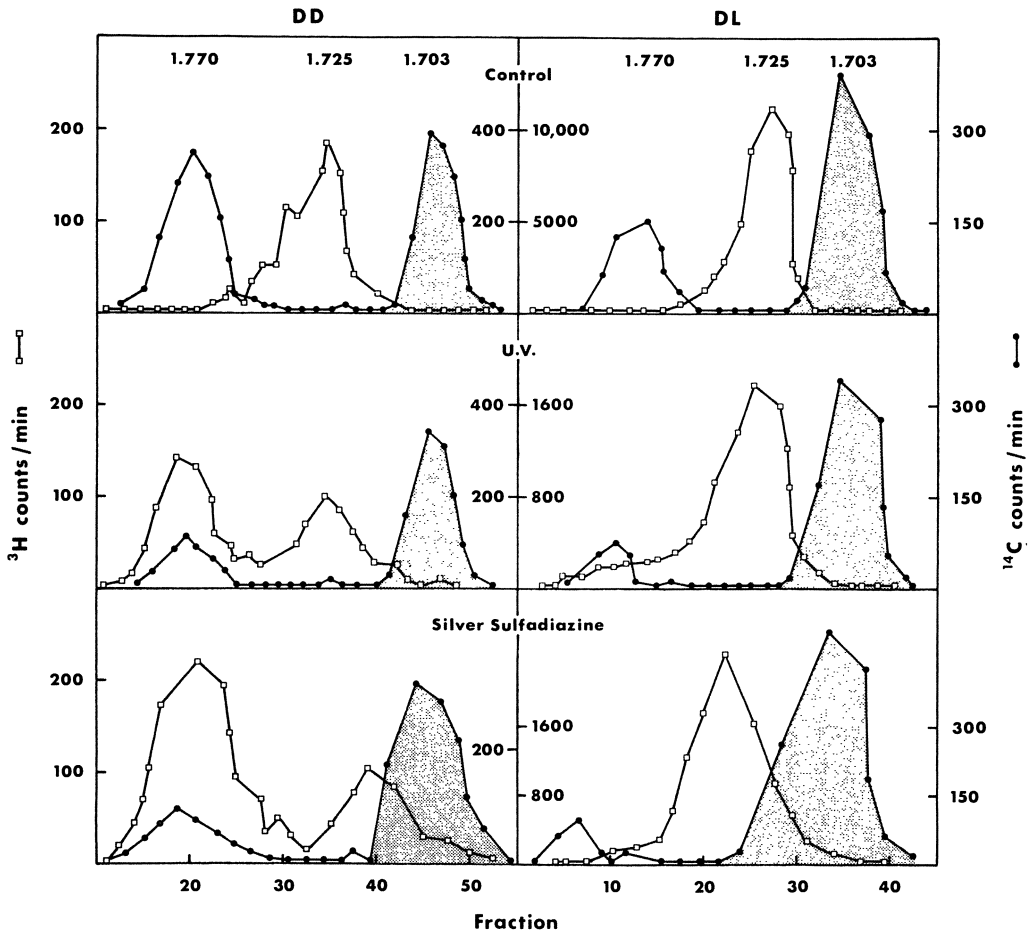 DD DL
1.770 1.725 1.703 1.770 1.725 1.703
Control
200 400 10,000 300
100 200 5000 150
U.V.
200 400 1600 300
100 200 800 150
Silver Sulfadiazine
200 1600 300
200
100 800 150
20 30 40 50 10 20 30 40
Fraction
³H counts/min
¹⁴C counts/min